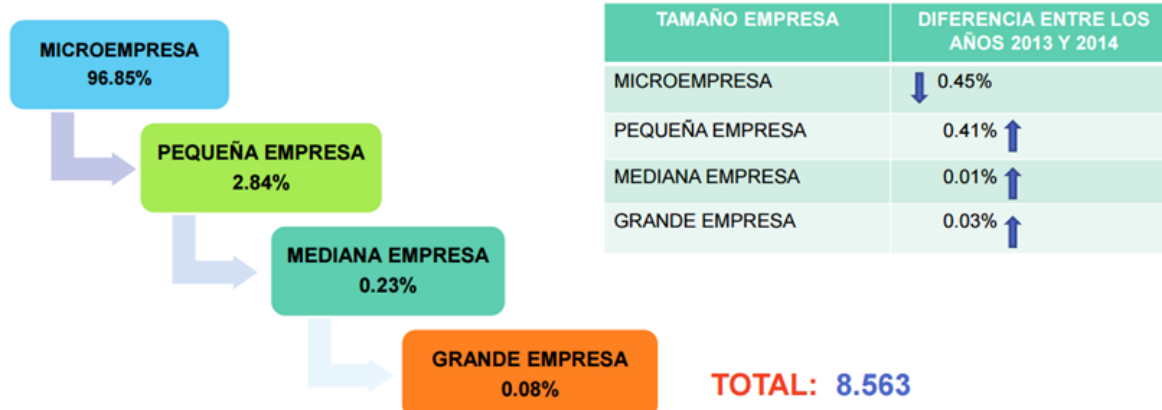 MICROEMPRESA
96.85%
PEQUEÑA EMPRESA
2.84%
MEDIANA EMPRESA
0.23%
GRANDE EMPRESA
0.08%
TAMAÑO EMPRESA DIFERENCIA ENTRE LOS
AÑOS 2013 Y 2014
MICROEMPRESA 0.45%
PEQUEÑA EMPRESA 0.41%
MEDIANA EMPRESA 0.01%
GRANDE EMPRESA 0.03%
TOTAL: 8.563